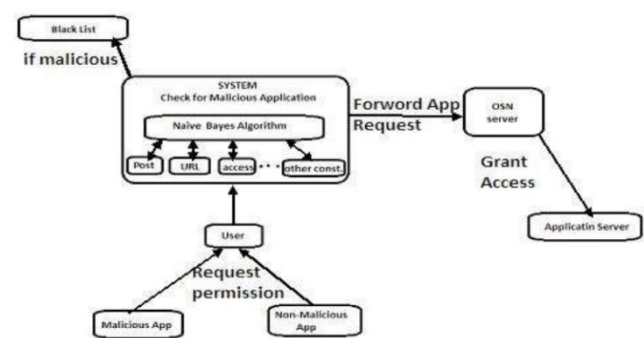 Black List
if malicious
SYSTEM
Check for Malicious Application
Naive Bayes Algorithm
Post
URL
access
...
other const.
Forword App
Request
OSN
server
Grant
Access
Applicatin Server
User
Request
permission
Malicious App
Non-Malicious
App